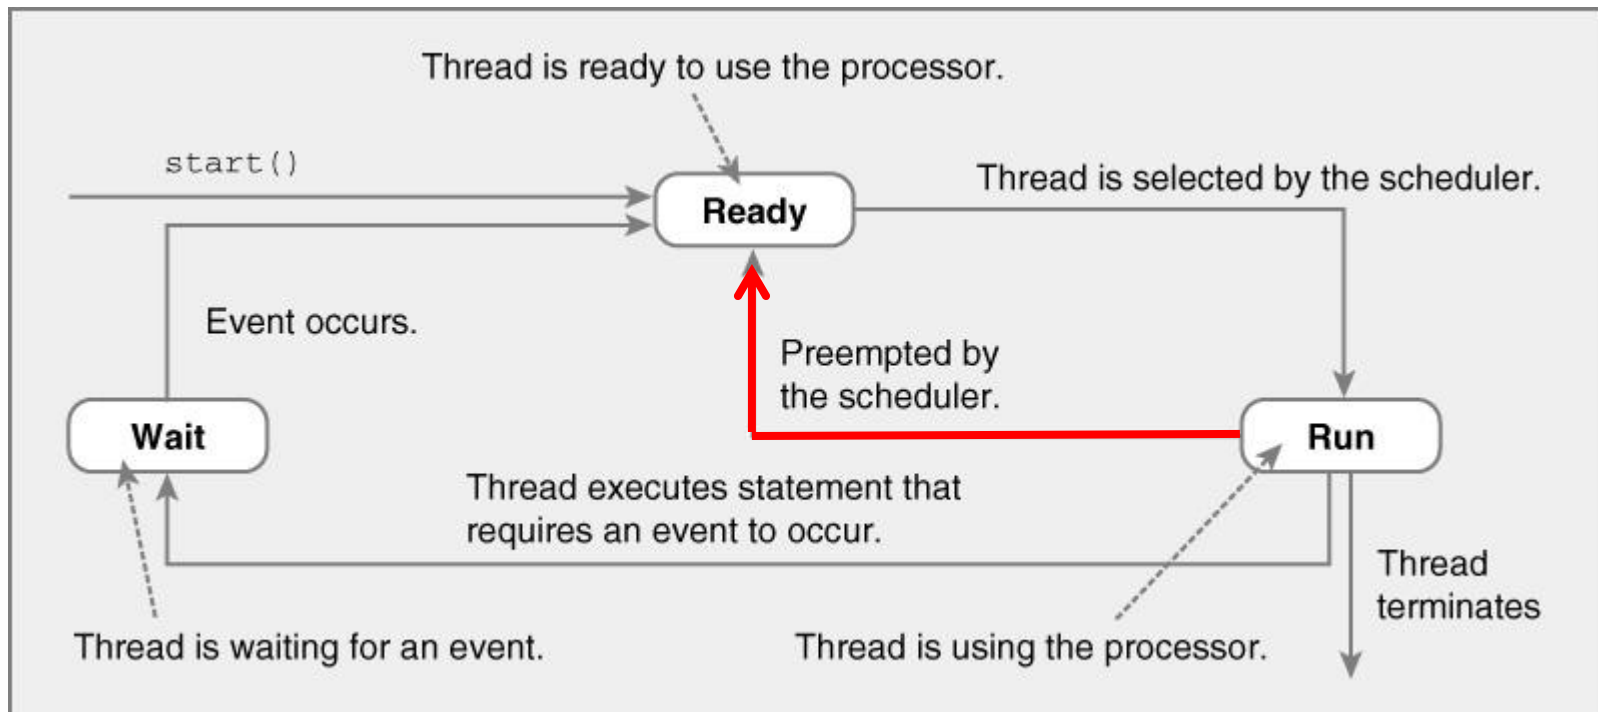 Thread is ready to use the processor.
start()
Thread is selected by the scheduler.
Ready
Event occurs.
Preempted by
the scheduler.
Wait
Run
Thread executes statement that
requires an event to occur.
Thread
terminates
Thread is waiting for an event.
Thread is using the processor.